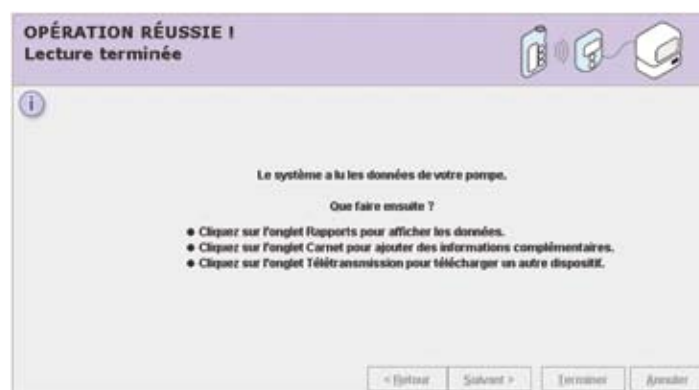 OPÉRATION RÉUSSIE !
Lecture terminée
i
Le système a lu les données de votre pompe.
Que faire ensuite ?
● Cliquez sur l'onglet Rapports pour afficher les données.
● Cliquez sur l'onglet Carnet pour ajouter des informations complémentaires.
● Cliquez sur l'onglet Télétransmission pour télécharger un autre dispositif.
< Retour Suivant > Terminer Annuler